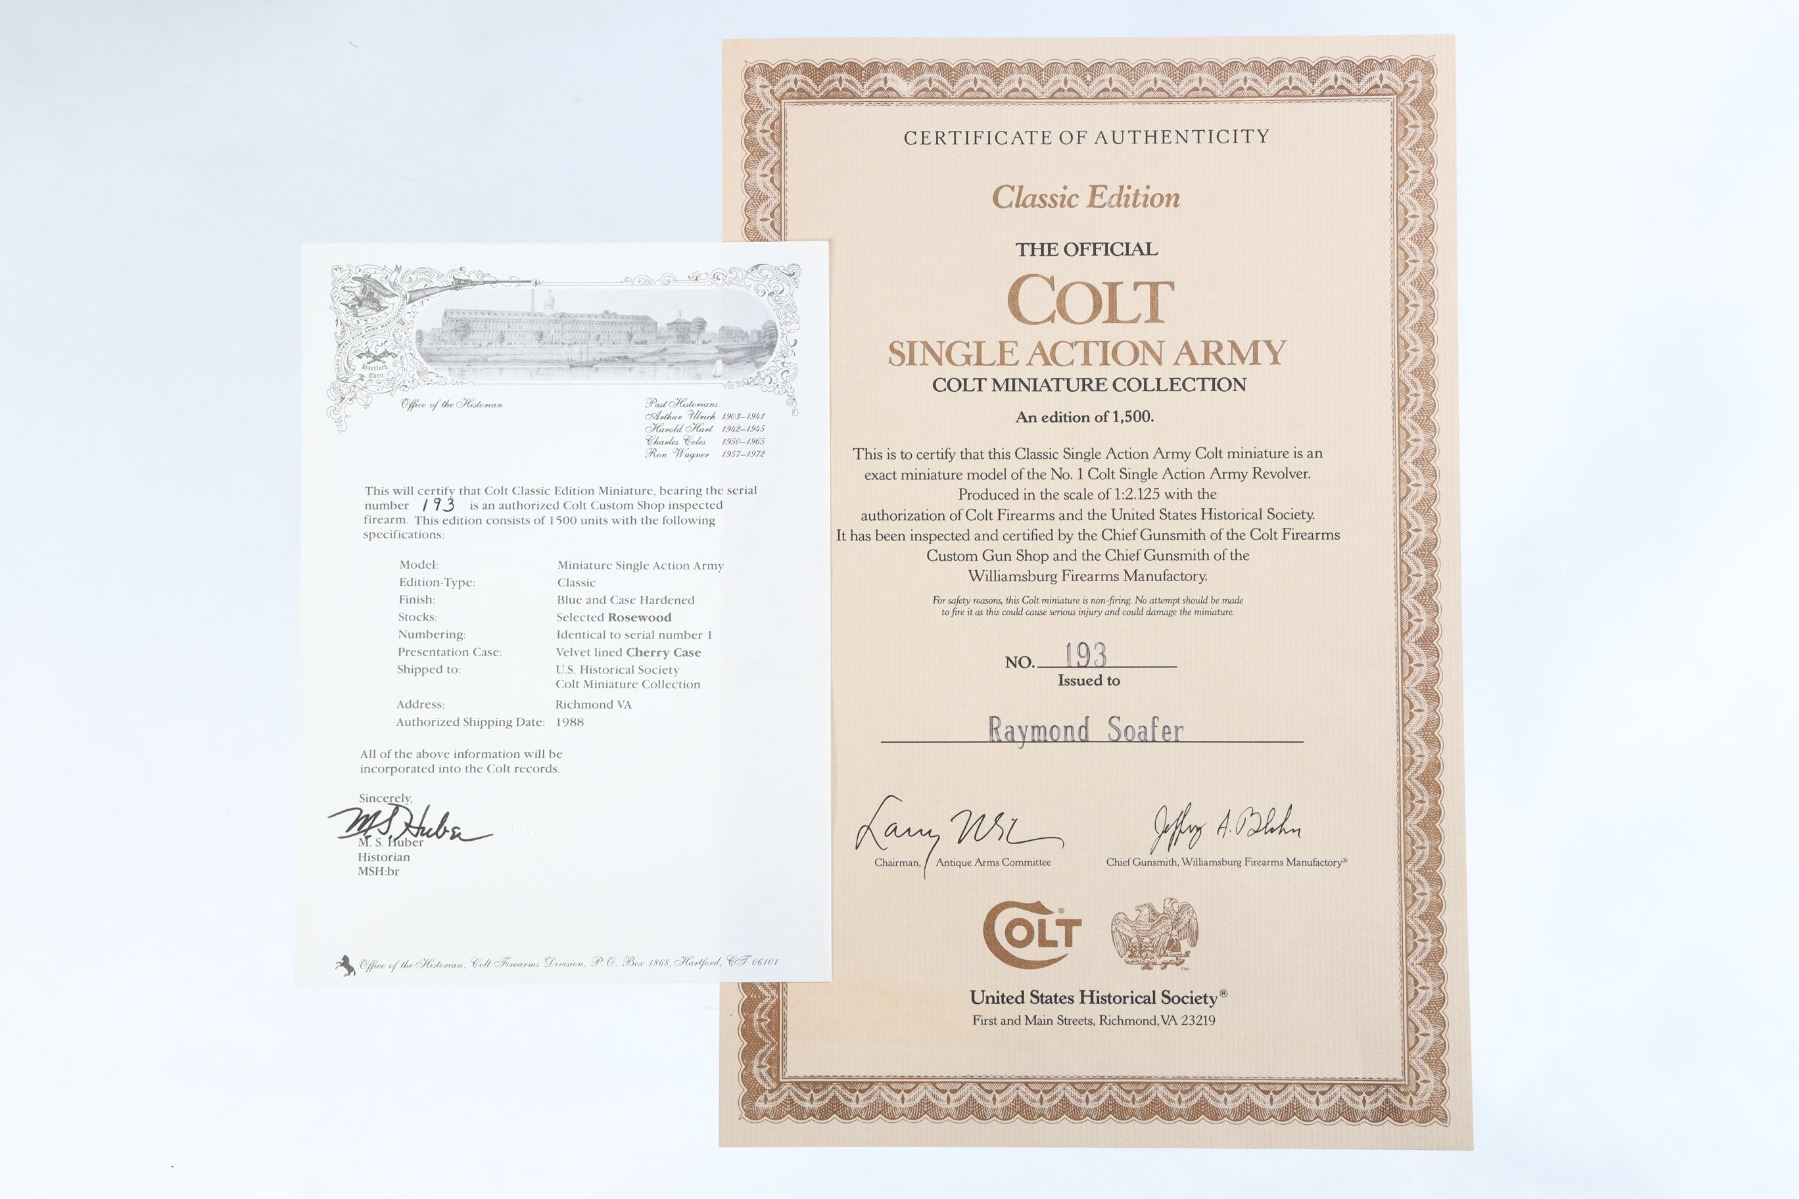 Hartford
Conn.
Office of the Historian
Past Historians:
Arthur Ulrich 1903–1941
Harold Hart 1942–1945
Charles Coles 1950–1965
Ron Wagner 1957–1972
This will certify that Colt Classic Edition Miniature, bearing the serial
number 193 is an authorized Colt Custom Shop inspected
firearm. This edition consists of 1500 units with the following
specifications:
Model: Miniature Single Action Army
Edition-Type: Classic
Finish: Blue and Case Hardened
Stocks: Selected Rosewood
Numbering: Identical to serial number 1
Presentation Case: Velvet lined Cherry Case
Shipped to: U.S. Historical Society
Colt Miniature Collection
Address: Richmond VA
Authorized Shipping Date: 1988
All of the above information will be
incorporated into the Colt records.
Sincerely,
M S Huber
M. S. Huber
Historian
MSH:br
Office of the Historian, Colt Firearms Division, P. O. Box 1868, Hartford, CT 06101.
CERTIFICATE OF AUTHENTICITY
Classic Edition
THE OFFICIAL
COLT
SINGLE ACTION ARMY
COLT MINIATURE COLLECTION
An edition of 1,500.
This is to certify that this Classic Single Action Army Colt miniature is an
exact miniature model of the No. 1 Colt Single Action Army Revolver.
Produced in the scale of 1:2.125 with the
authorization of Colt Firearms and the United States Historical Society.
It has been inspected and certified by the Chief Gunsmith of the Colt Firearms
Custom Gun Shop and the Chief Gunsmith of the
Williamsburg Firearms Manufactory.
For safety reasons, this Colt miniature is non-firing. No attempt should be made
to fire it as this could cause serious injury and could damage the miniature.
NO. 193
Issued to
Raymond Soafer
Larry
Jeffrey A.
Chairman, Antique Arms Committee
Chief Gunsmith, Williamsburg Firearms Manufactory®
COLT®
TM
United States Historical Society®
First and Main Streets, Richmond, VA 23219